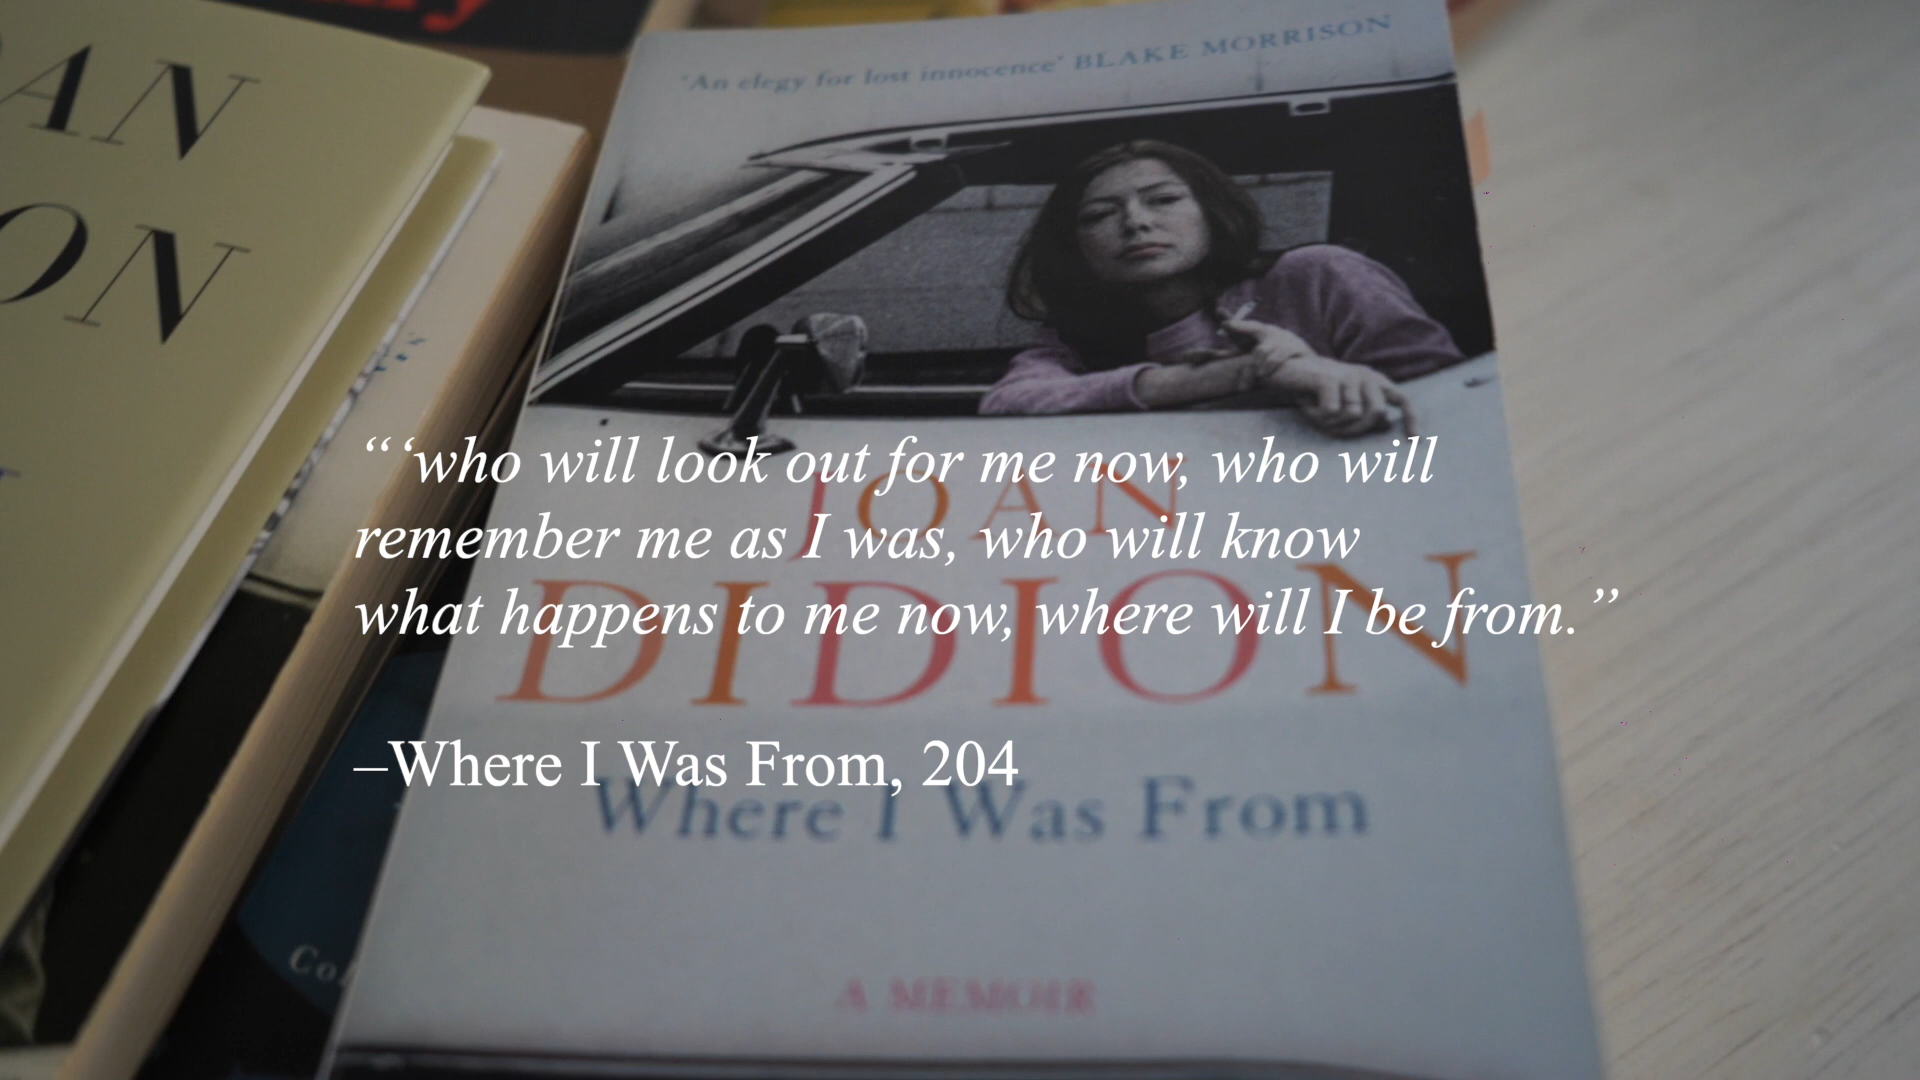 ‘An elegy for lost innocence’ BLAKE MORRISON
AN
ON
“ ‘who will look out for me now, who will
remember me as I was, who will know
what happens to me now, where will I be from.”
JOAN
DIDION
–Where I Was From, 204
Where I Was From
A MEMOIR